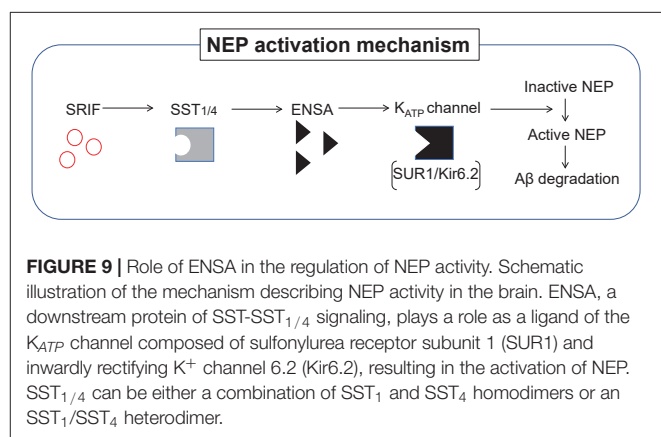 NEP activation mechanism
Inactive NEP
SRIF SST1/4 ENSA KATP channel
Active NEP
(SUR1/Kir6.2)
Aβ degradation
FIGURE 9 | Role of ENSA in the regulation of NEP activity. Schematic
illustration of the mechanism describing NEP activity in the brain. ENSA, a
downstream protein of SST-SST1/4 signaling, plays a role as a ligand of the
KATP channel composed of sulfonylurea receptor subunit 1 (SUR1) and
inwardly rectifying K+ channel 6.2 (Kir6.2), resulting in the activation of NEP.
SST1/4 can be either a combination of SST1 and SST4 homodimers or an
SST1/SST4 heterodimer.